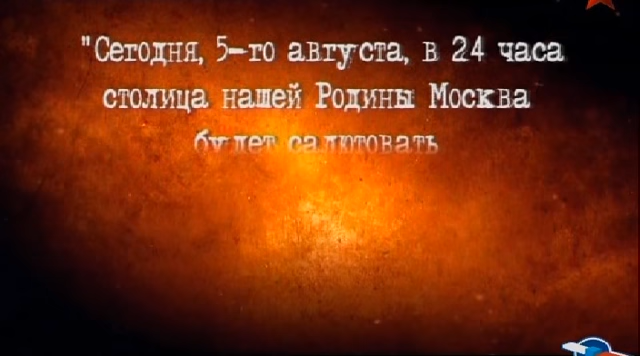 "Сегодня, 5-го августа, в 24 часа
столица нашей Родины Москва
будет салютовать